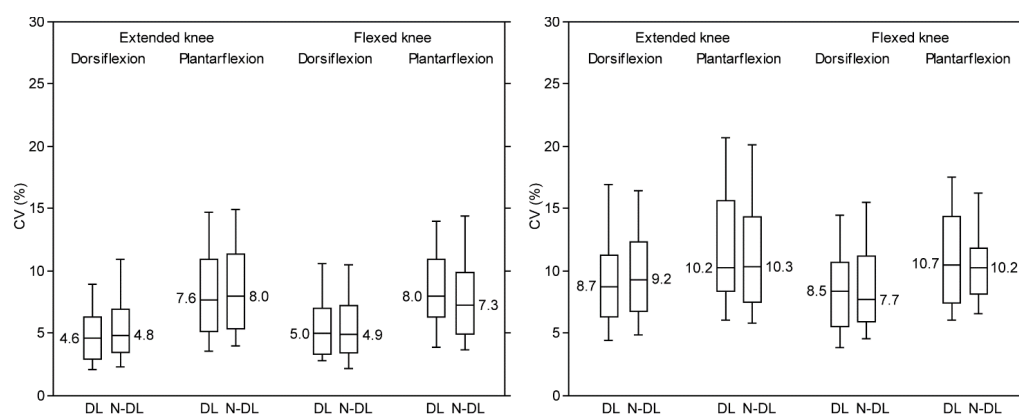 30
25
20
15
10
5
0
CV (%)
Extended knee Flexed knee
Dorsiflexion Plantarflexion Dorsiflexion Plantarflexion
4.6 4.8 7.6 8.0 5.0 4.9 8.0 7.3
DL N-DL DL N-DL DL N-DL DL N-DL
30
25
20
15
10
5
0
CV (%)
Extended knee Flexed knee
Dorsiflexion Plantarflexion Dorsiflexion Plantarflexion
8.7 9.2 10.2 10.3 8.5 7.7 10.7 10.2
DL N-DL DL N-DL DL N-DL DL N-DL